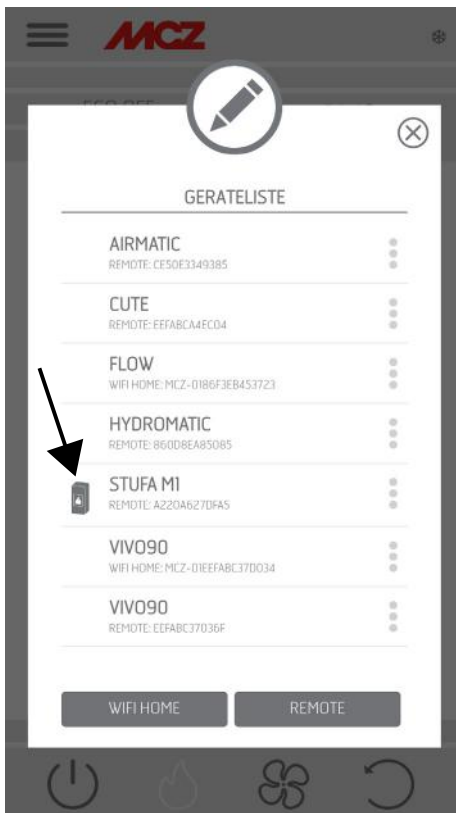 MCZ
GERATELISTE
AIRMATIC
REMOTE: CE50E3349385
CUTE
REMOTE: EEFABCA4EC04
FLOW
WIFI HOME: MCZ-0186F3EB453723
HYDROMATIC
REMOTE: 860D8EA85085
STUFA M1
REMOTE: A220A627DFA5
VIVO90
WIFI HOME: MCZ-01EEFABC37D034
VIVO90
REMOTE: EEFABC37036F
WIFI HOME
REMOTE